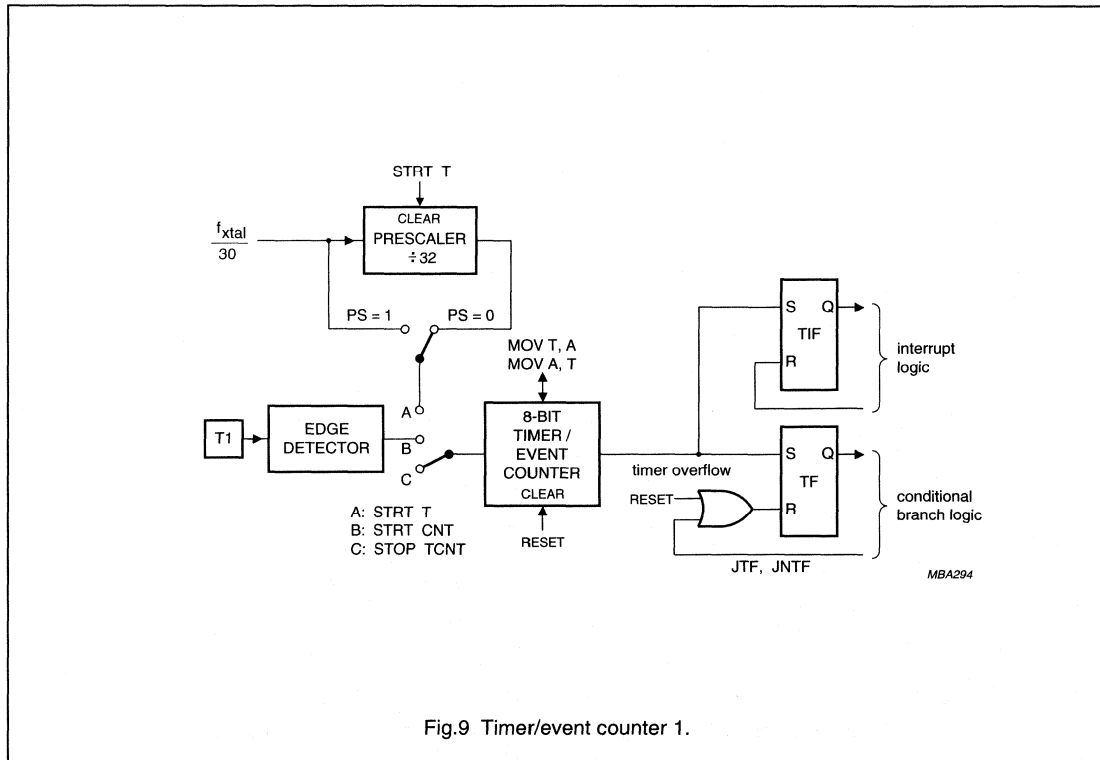 STRT T
fxtal
30
CLEAR
PRESCALER
÷32
PS = 1
PS = 0
MOV T, A
MOV A, T
T1
EDGE
DETECTOR
A
B
C
8-BIT
TIMER /
EVENT
COUNTER
CLEAR
RESET
A: STRT T
B: STRT CNT
C: STOP TCNT
timer overflow
S Q
TIF
R
interrupt
logic
S Q
TF
R
RESET
conditional
branch logic
JTF, JNTF
MBA294
Fig.9 Timer/event counter 1.